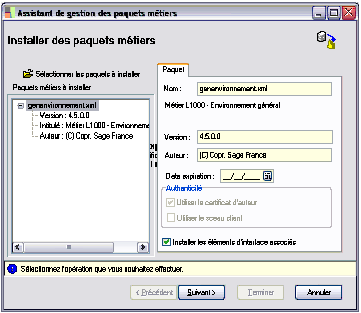 Assistant de gestion des paquets métiers
Installer des paquets métiers
Sélectionner les paquets à installer
Paquets métiers à installer
genenvironnement.xml
Version : 4.5.0.0
Intitulé : Métier L1000 - Environneme
Auteur : (C) Copr. Sage France
Paquet
Nom : genenvironnement.xml
Métier L1000 - Environnement général
Version : 4.5.0.0
Auteur : (C) Copr. Sage France
Date expiration : __/__/____
Authenticité
Utiliser le certificat d'auteur
Utiliser le sceau client
Installer les éléments d'interface associés
Sélectionnez l'opération que vous souhaitez effectuer.
< Précédent
Suivant >
Terminer
Annuler